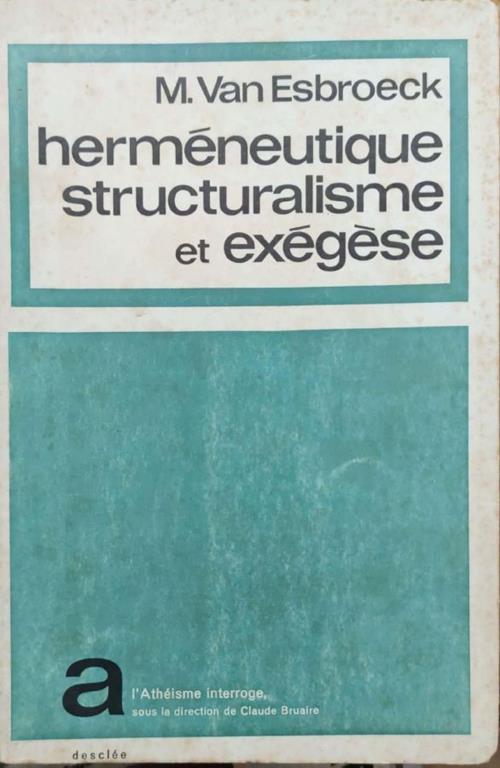 M. Van Esbroeck
herméneutique
structuralisme
et exégèse
a
l'Athéisme interroge,
sous la direction de Claude Bruaire
desclée